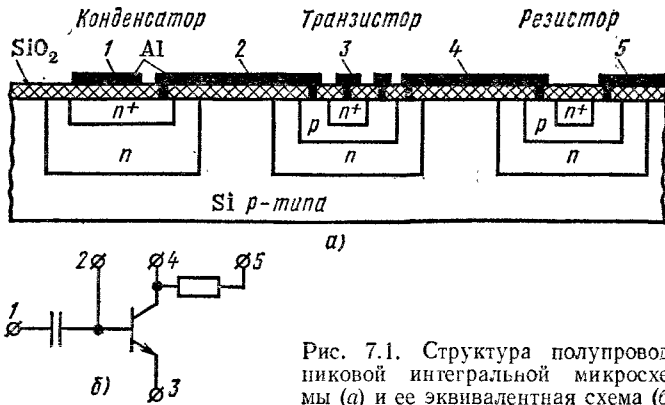 Конденсатор Транзистор Резистор
SiO₂ 1 Al 2 3 4 5
n⁺ p n⁺ p n⁺
n n n
Si p-типа
а)
2 4 5
1
б) 3
Рис. 7.1. Структура полупровод-
никовой интегральной микросхе-
мы (а) и ее эквивалентная схема (б